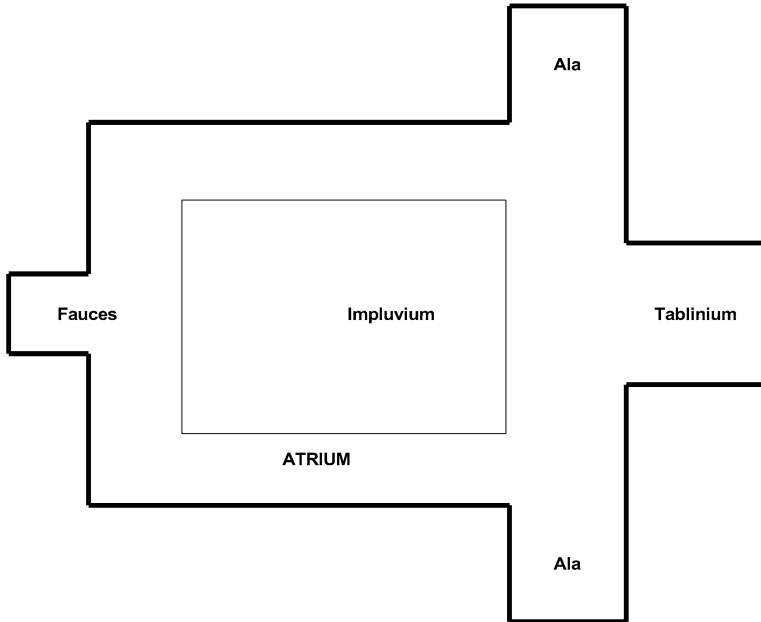 Ala
Fauces
Impluvium
Tablinium
ATRIUM
Ala